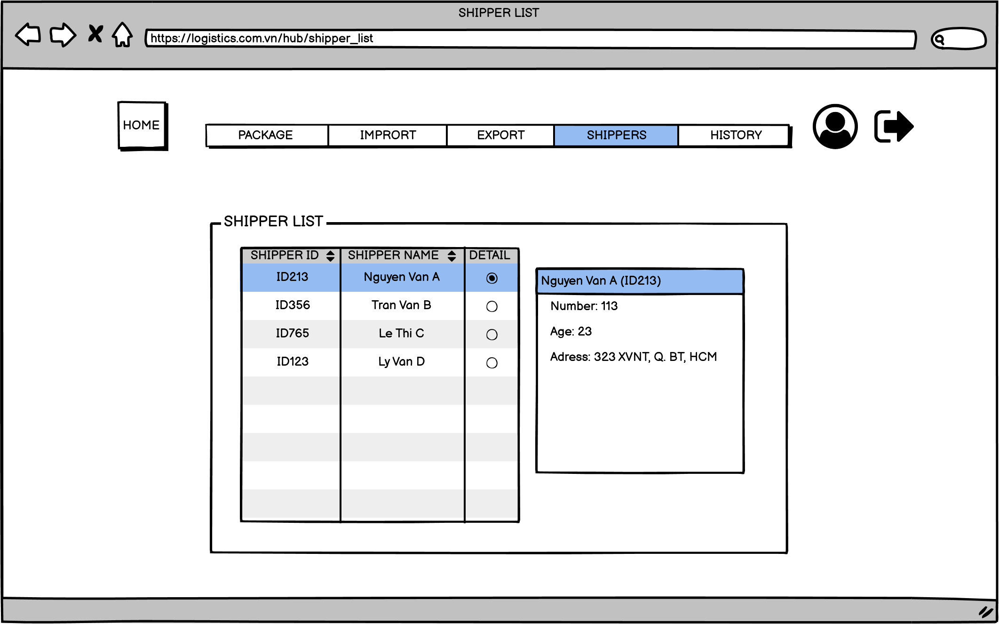 SHIPPER LIST
https://logistics.com.vn/hub/shipper_list
HOME
PACKAGE IMPRORT EXPORT SHIPPERS HISTORY
SHIPPER LIST
SHIPPER ID SHIPPER NAME DETAIL
ID213 Nguyen Van A
ID356 Tran Van B
ID765 Le Thi C
ID123 Ly Van D
Nguyen Van A (ID213)
Number: 113
Age: 23
Adress: 323 XVNT, Q. BT, HCM